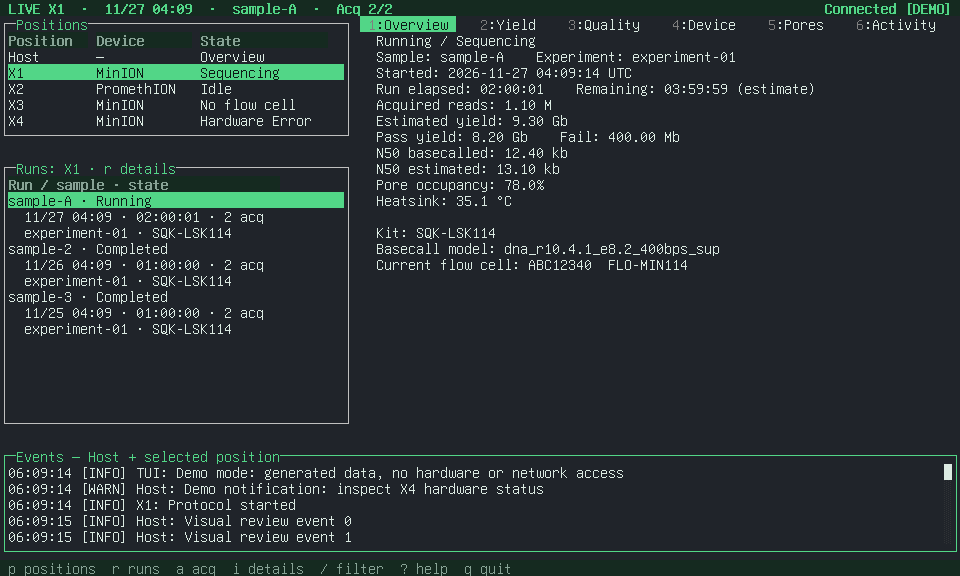 LIVE X1 · 11/27 04:09 · sample-A · Acq 2/2 Connected [DEMO]
Positions
Position Device State
Host — Overview
X1 MinION Sequencing
X2 PromethION Idle
X3 MinION No flow cell
X4 MinION Hardware Error
Runs: X1 · r details
Run / sample · state
sample-A · Running
11/27 04:09 · 02:00:01 · 2 acq
experiment-01 · SQK-LSK114
sample-2 · Completed
11/26 04:09 · 01:00:00 · 2 acq
experiment-01 · SQK-LSK114
sample-3 · Completed
11/25 04:09 · 01:00:00 · 2 acq
experiment-01 · SQK-LSK114
1:Overview 2:Yield 3:Quality 4:Device 5:Pores 6:Activity
Running / Sequencing
Sample: sample-A Experiment: experiment-01
Started: 2026-11-27 04:09:14 UTC
Run elapsed: 02:00:01 Remaining: 03:59:59 (estimate)
Acquired reads: 1.10 M
Estimated yield: 9.30 Gb
Pass yield: 8.20 Gb Fail: 400.00 Mb
N50 basecalled: 12.40 kb
N50 estimated: 13.10 kb
Pore occupancy: 78.0%
Heatsink: 35.1 °C
Kit: SQK-LSK114
Basecall model: dna_r10.4.1_e8.2_400bps_sup
Current flow cell: ABC12340 FLO-MIN114
Events — Host + selected position
06:09:14 [INFO] TUI: Demo mode: generated data, no hardware or network access
06:09:14 [WARN] Host: Demo notification: inspect X4 hardware status
06:09:14 [INFO] X1: Protocol started
06:09:15 [INFO] Host: Visual review event 0
06:09:15 [INFO] Host: Visual review event 1
p positions r runs a acq i details / filter ? help q quit